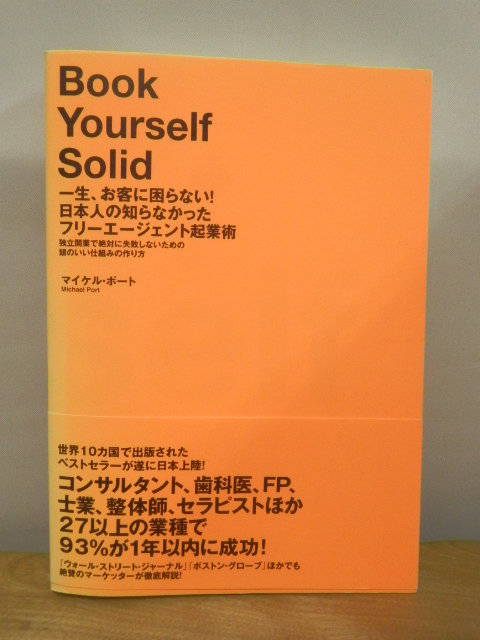 Book
Yourself
Solid
一生、お客に困らない！
日本人の知らなかった
フリーエージェント起業術
独立開業で絶対に失敗しないための
頭のいい仕組みの作り方
マイケル・ポート
Michael Port
世界10カ国で出版された
ベストセラーが遂に日本上陸！
コンサルタント、歯科医、FP、
士業、整体師、セラピストほか
27以上の業種で
93%が1年以内に成功！
「ウォール・ストリート・ジャーナル」「ボストン・グローブ」ほかでも
絶賛のマーケッターが徹底解説！